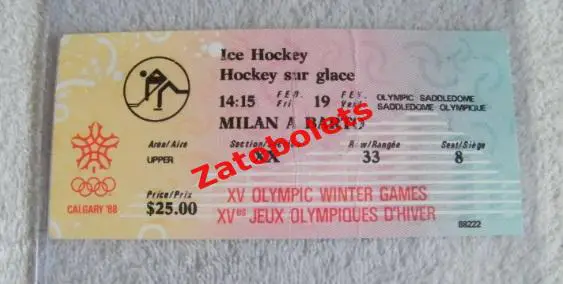 Ice Hockey
Hockey sur glace
14:15 FEB. Fri 19 FEV. Ven. OLYMPIC SADDLEDOME
SADDLEDOME OLYMPIQUE
MILAN A BARTO
Area/Aire Section/ Row/Rangée Seat/Siège
UPPER XX 33 8
Price/Prix
$25.00
XV OLYMPIC WINTER GAMES
XVes JEUX OLYMPIQUES D'HIVER
CALGARY '88
88222
Zatobolets